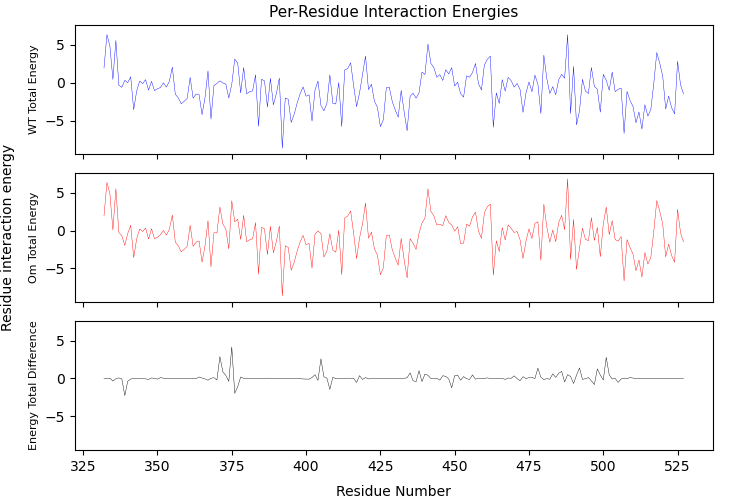 Per-Residue Interaction Energies
Residue interaction energy
WT Total Energy
5
0
−5
Om Total Energy
5
0
−5
Energy Total Difference
5
0
−5
325 350 375 400 425 450 475 500 525
Residue Number